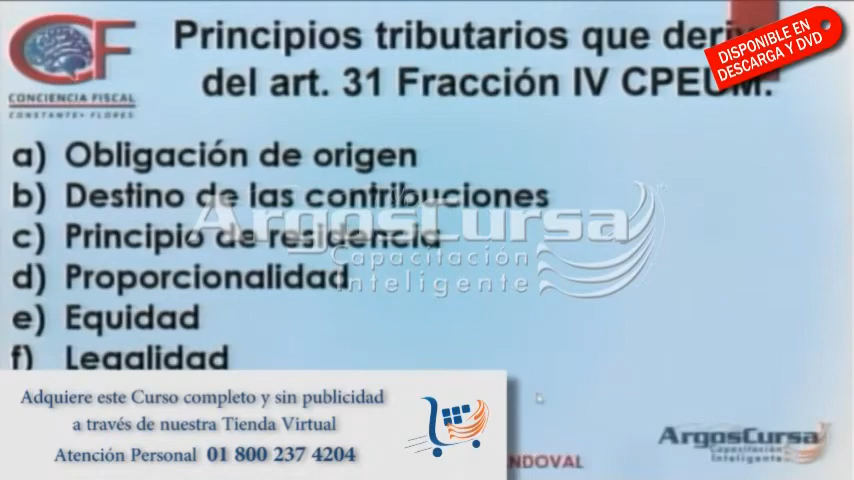 CF
CONCIENCIA FISCAL
CONSTANTE + FLORES
Principios tributarios que
del art. 31 Fracción IV CPEUM.
DISPONIBLE EN
DESCARGA Y DVD
a) Obligación de origen
b) Destino de las contribuciones
c) Principio de residencia
d) Proporcionalidad
e) Equidad
f) Legalidad
ArgosCursa
Capacitación
Inteligente
Adquiere este Curso completo y sin publicidad
a través de nuestra Tienda Virtual
Atención Personal 01 800 237 4204
NDOVAL
ArgosCursa
Capacitación
Inteligente